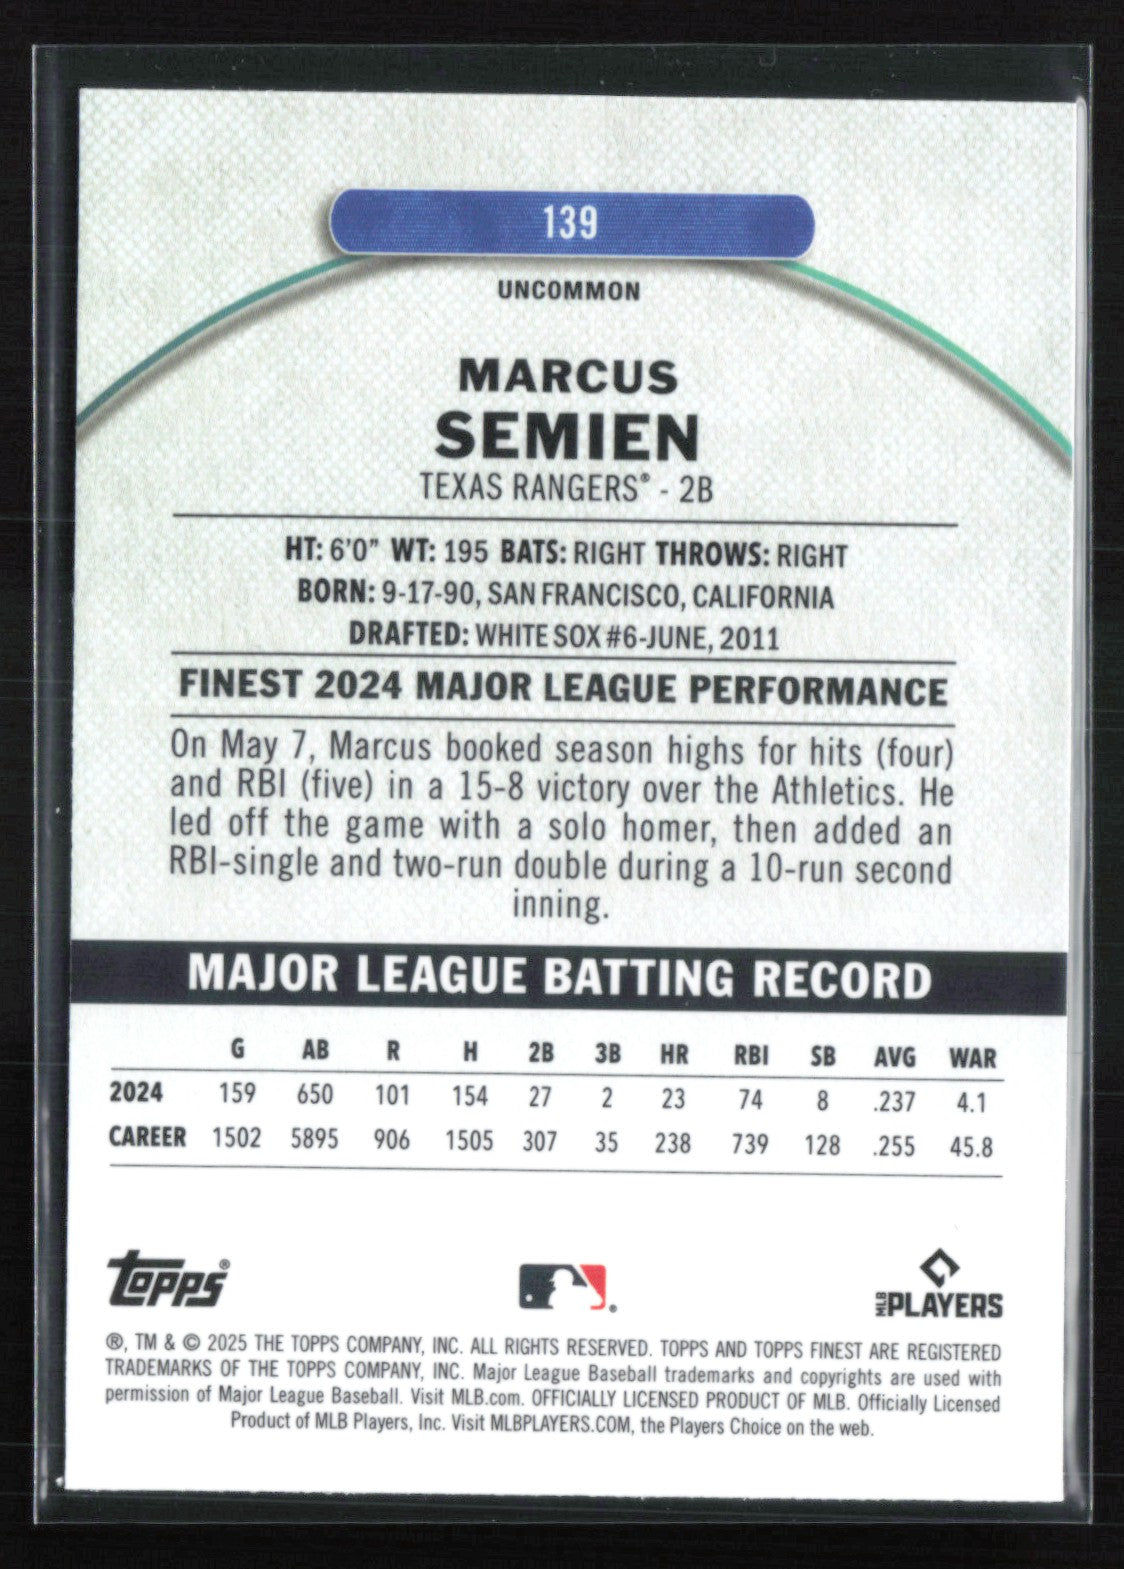 139
UNCOMMON
MARCUS
SEMIEN
TEXAS RANGERS® - 2B
HT: 6'0" WT: 195 BATS: RIGHT THROWS: RIGHT
BORN: 9-17-90, SAN FRANCISCO, CALIFORNIA
DRAFTED: WHITE SOX #6-JUNE, 2011
FINEST 2024 MAJOR LEAGUE PERFORMANCE
On May 7, Marcus booked season highs for hits (four)
and RBI (five) in a 15-8 victory over the Athletics. He
led off the game with a solo homer, then added an
RBI-single and two-run double during a 10-run second
inning.
MAJOR LEAGUE BATTING RECORD
G AB R H 2B 3B HR RBI SB AVG WAR
2024 159 650 101 154 27 2 23 74 8 .237 4.1
CAREER 1502 5895 906 1505 307 35 238 739 128 .255 45.8
topps®
®
MLB PLAYERS
®, TM & © 2025 THE TOPPS COMPANY, INC. ALL RIGHTS RESERVED. TOPPS AND TOPPS FINEST ARE REGISTERED
TRADEMARKS OF THE TOPPS COMPANY, INC. Major League Baseball trademarks and copyrights are used with
permission of Major League Baseball. Visit MLB.com. OFFICIALLY LICENSED PRODUCT OF MLB. Officially Licensed
Product of MLB Players, Inc. Visit MLBPLAYERS.COM, the Players Choice on the web.